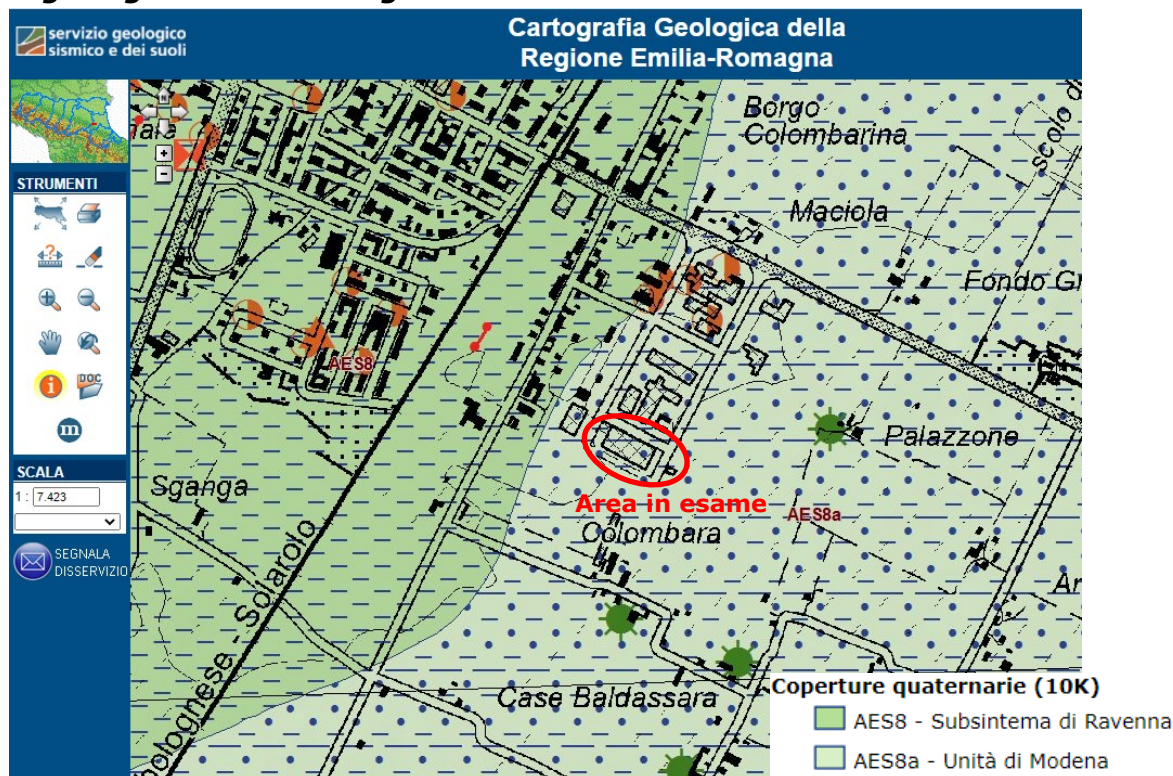 servizio geologico
sismico e dei suoli
Cartografia Geologica della
Regione Emilia-Romagna
N
STRUMENTI
DOC
SCALA
1 : 7.423
SEGNALA
DISSERVIZIO
Borgo
Colombarina
scolo
Maciola
Fondo
AES8
Palazzone
Sganga
Area in esame
AES8a
Colombara
Solarolo
Case Baldassara
Coperture quaternarie (10K)
AES8 - Subsintema di Ravenna
AES8a - Unità di Modena